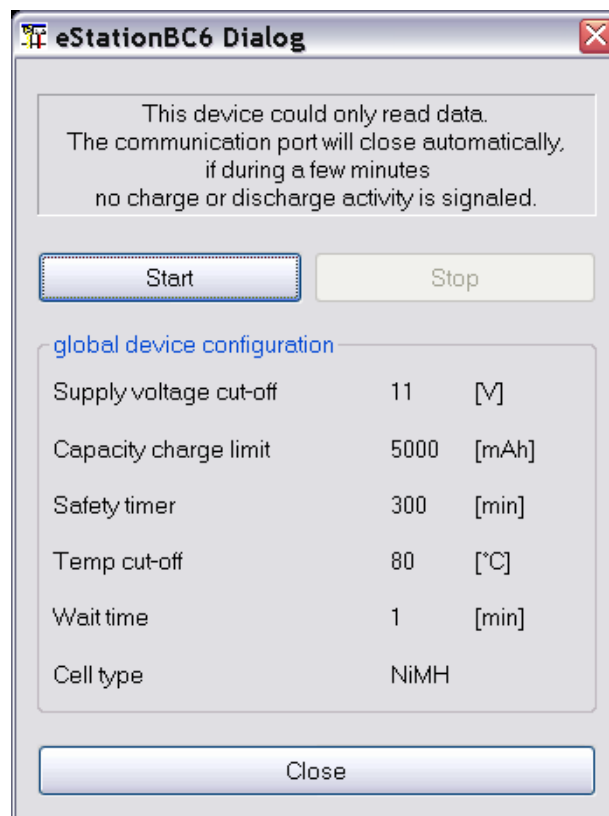 eStationBC6 Dialog
This device could only read data.
The communication port will close automatically,
if during a few minutes
no charge or discharge activity is signaled.
Start Stop
global device configuration
Supply voltage cut-off 11 [V]
Capacity charge limit 5000 [mAh]
Safety timer 300 [min]
Temp cut-off 80 [°C]
Wait time 1 [min]
Cell type NiMH
Close